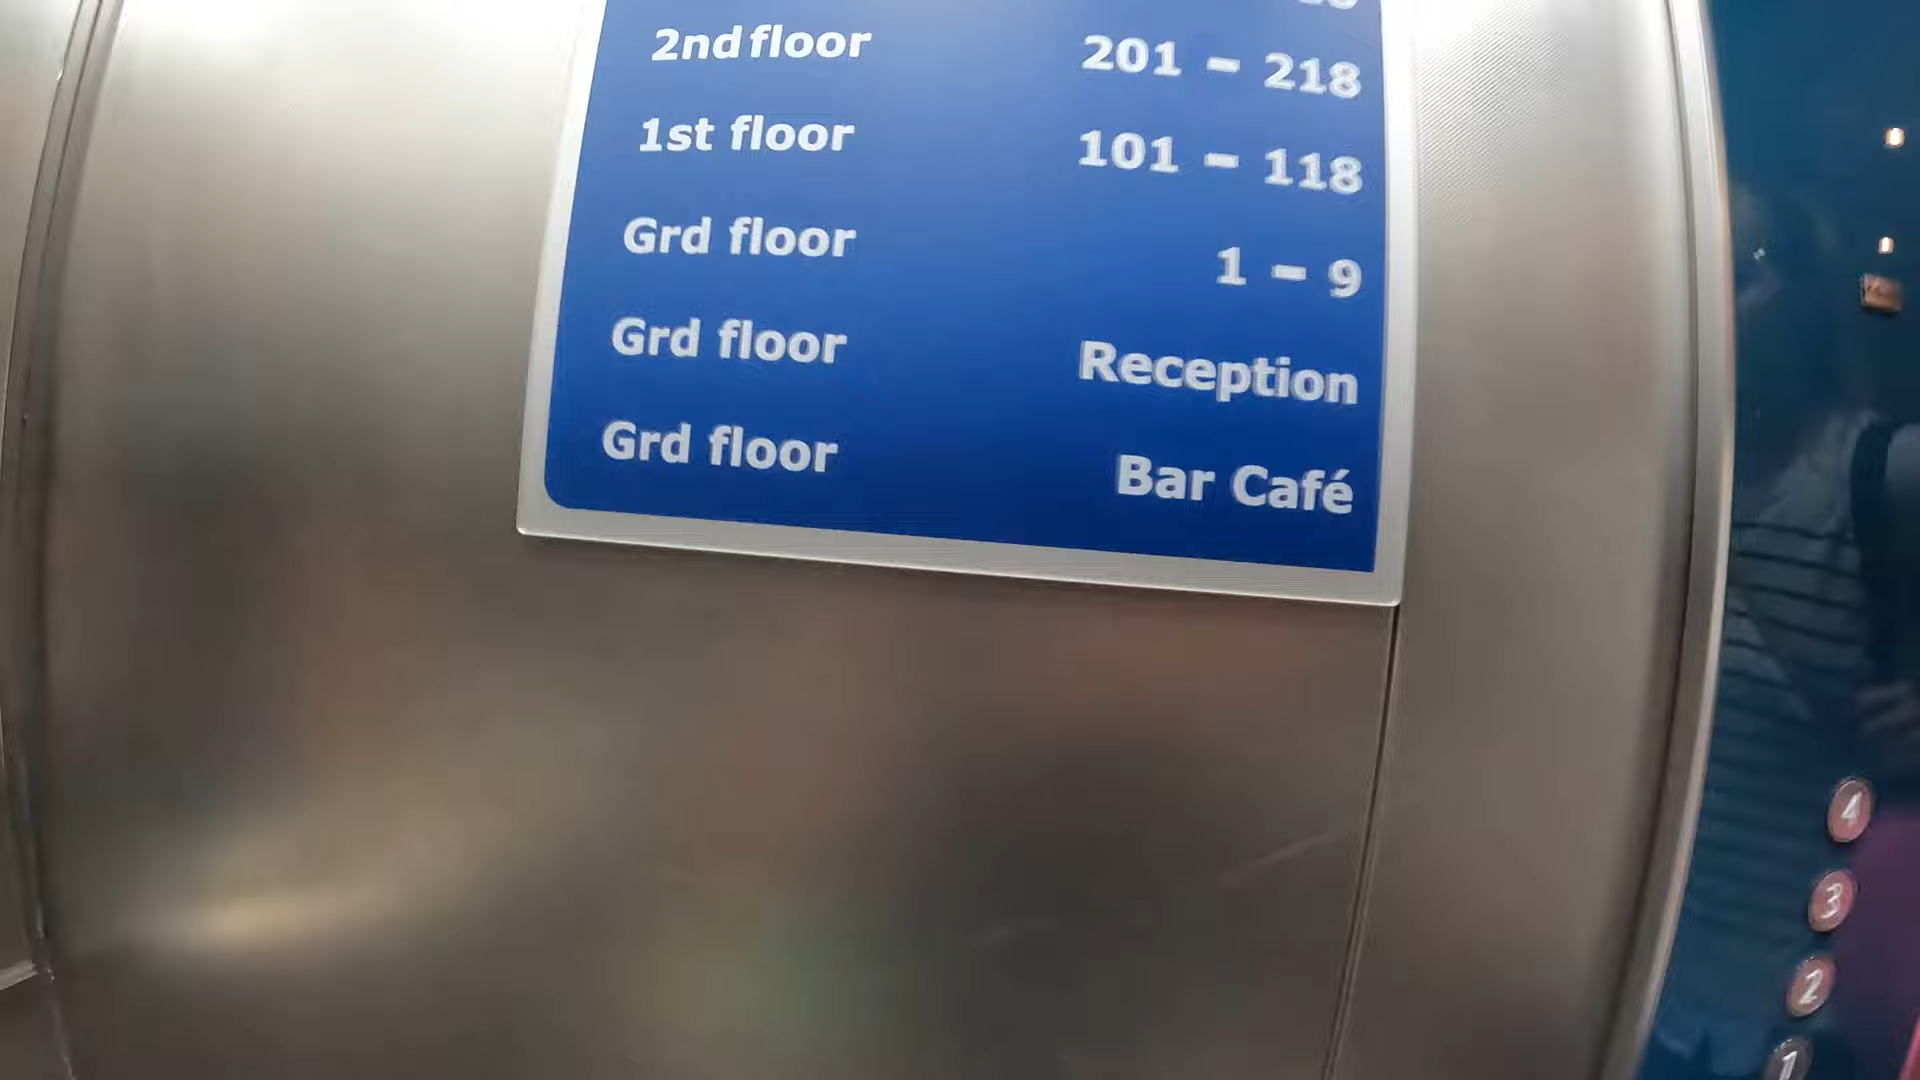 2nd floor 201 - 218
1st floor 101 - 118
Grd floor 1 - 9
Grd floor Reception
Grd floor Bar Café
4
3
2
1